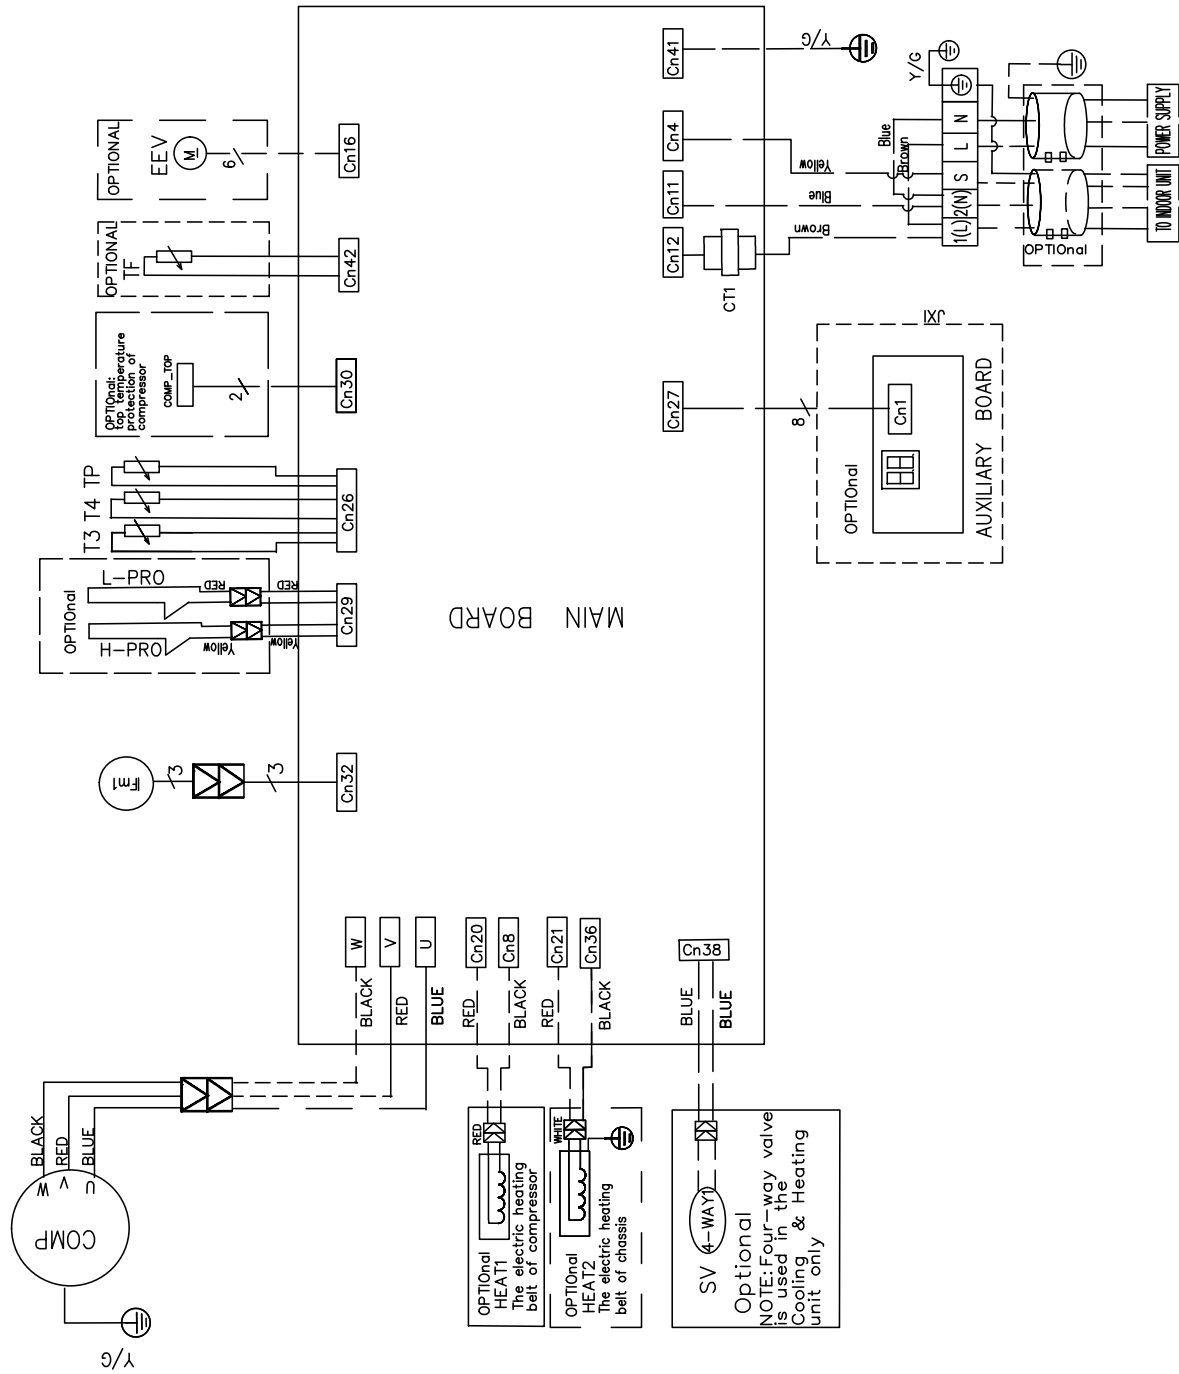 Y/G
Cn41
Y/G
Cn4
Yellow
Blue
Brown
N
L
S
2(N)
1(L)
POWER SUPPLY
TO INDOOR UNIT
OPTIOnal
Cn11
Blue
Cn12
Brown
CT1
OPTIONAL
EEV
M
6
Cn16
OPTIONAL
TF
Cn42
OPTIOnal:
top temperature
protection of
compressor
COMP_TOP
2
Cn30
T3 T4 TP
Cn26
OPTIOnal
L-PRO
RED
RED
H-PRO
Yellow
Yellow
Cn29
Cn27
8
JX1
OPTIOnal
Cn1
AUXILIARY BOARD
MAIN BOARD
Fm1
3
3
Cn32
W
V
U
BLACK
RED
BLUE
Cn20
Cn8
RED
BLACK
Cn21
Cn36
RED
BLACK
Cn38
BLUE
BLUE
BLACK
RED
BLUE
W
V
U
COMP
Y/G
RED
OPTIOnal
HEAT1
The electric heating
belt of compressor
WHITE
OPTIOnal
HEAT2
The electric heating
belt of chassis
SV
4-WAY1
Optional
NOTE:Four-way valve
is used in the
Cooling & Heating
unit only